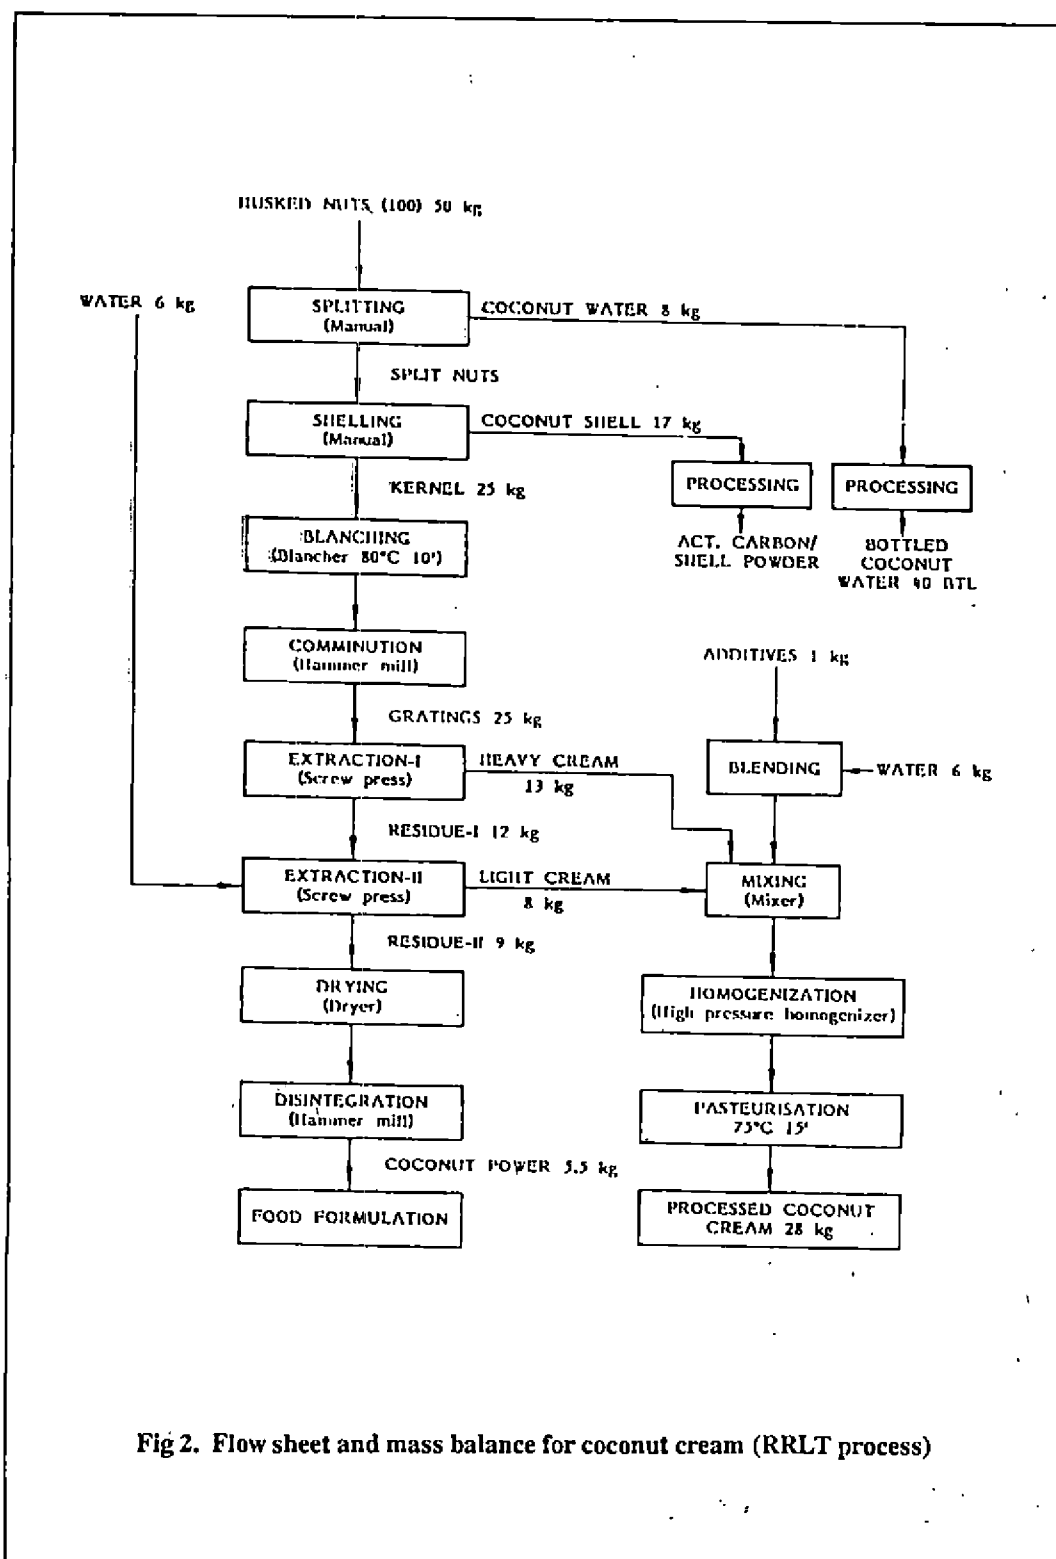 HUSKED NUTS (100) 50 kg
WATER 6 kg
SPLITTING
(Manual)
COCONUT WATER 8 kg
SPLIT NUTS
SHELLING
(Manual)
COCONUT SHELL 17 kg
KERNEL 25 kg
PROCESSING
PROCESSING
BLANCHING
(Blancher 80°C 10')
ACT. CARBON/
SHELL POWDER
BOTTLED
COCONUT
WATER 40 BTL
COMMINUTION
(Hammer mill)
ADDITIVES 1 kg
GRATINGS 25 kg
EXTRACTION-I
(Screw press)
HEAVY CREAM
13 kg
BLENDING
WATER 6 kg
RESIDUE-I 12 kg
EXTRACTION-II
(Screw press)
LIGHT CREAM
8 kg
MIXING
(Mixer)
RESIDUE-II 9 kg
DRYING
(Dryer)
HOMOGENIZATION
(High pressure homogenizer)
DISINTEGRATION
(Hammer mill)
PASTEURISATION
75°C 15'
COCONUT POWER 5.5 kg
FOOD FORMULATION
PROCESSED COCONUT
CREAM 28 kg
Fig 2. Flow sheet and mass balance for coconut cream (RRLT process)